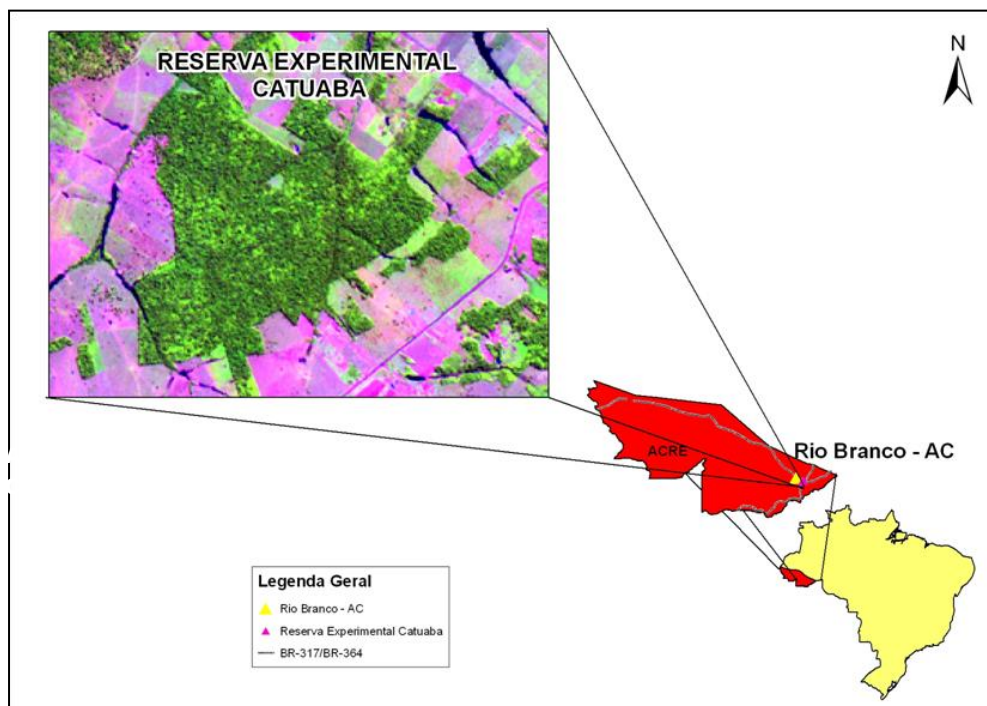 RESERVA EXPERIMENTAL
CATUABA
N
ACRE
Rio Branco - AC
Legenda Geral
Rio Branco - AC
Reserva Experimental Catuaba
BR-317/BR-364